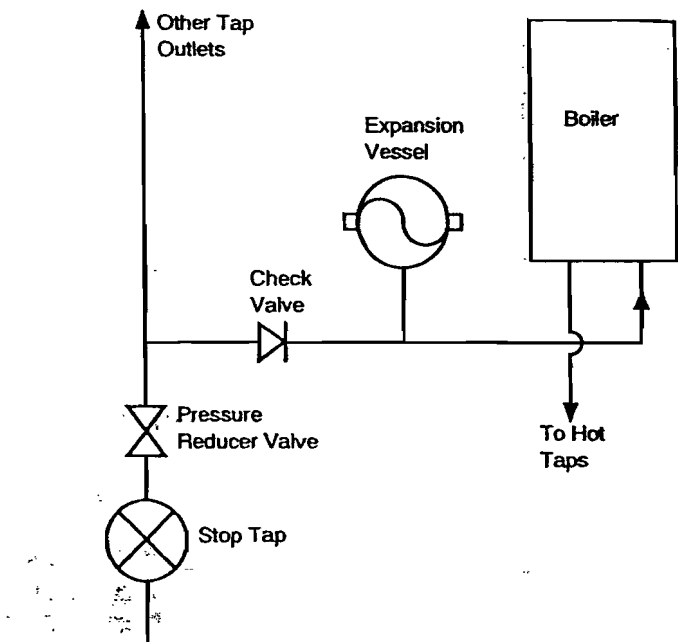 Other Tap
Outlets
Boiler
Expansion
Vessel
Check
Valve
Pressure
Reducer Valve
To Hot
Taps
Stop Tap